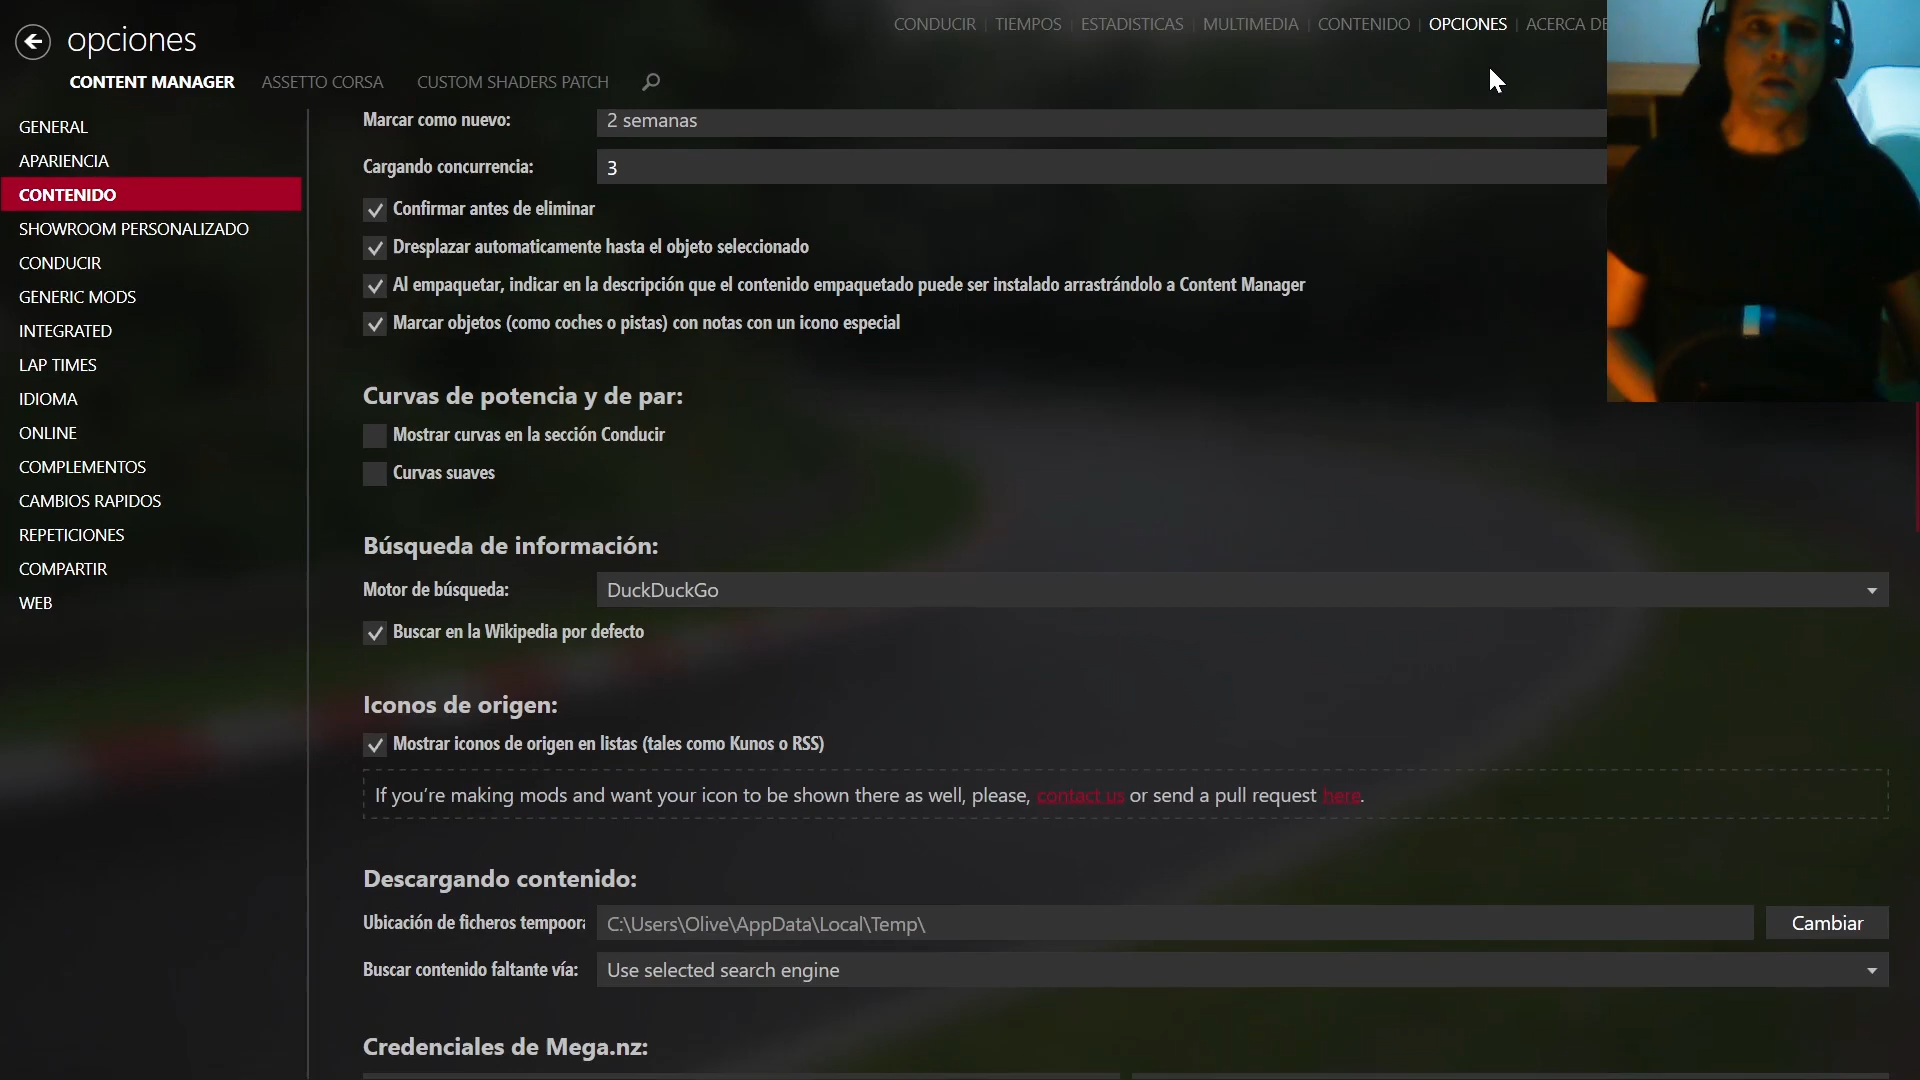 opciones
CONDUCIR TIEMPOS ESTADISTICAS MULTIMEDIA CONTENIDO OPCIONES ACERCA DE
CONTENT MANAGER ASSETTO CORSA CUSTOM SHADERS PATCH
GENERAL
APARIENCIA
CONTENIDO
SHOWROOM PERSONALIZADO
CONDUCIR
GENERIC MODS
INTEGRATED
LAP TIMES
IDIOMA
ONLINE
COMPLEMENTOS
CAMBIOS RAPIDOS
REPETICIONES
COMPARTIR
WEB
Marcar como nuevo: 2 semanas
Cargando concurrencia: 3
Confirmar antes de eliminar
Dresplazar automaticamente hasta el objeto seleccionado
Al empaquetar, indicar en la descripción que el contenido empaquetado puede ser instalado arrastrándolo a Content Manager
Marcar objetos (como coches o pistas) con notas con un icono especial
Curvas de potencia y de par:
Mostrar curvas en la sección Conducir
Curvas suaves
Búsqueda de información:
Motor de búsqueda: DuckDuckGo
Buscar en la Wikipedia por defecto
Iconos de origen:
Mostrar iconos de origen en listas (tales como Kunos o RSS)
If you're making mods and want your icon to be shown there as well, please, contact us or send a pull request here.
Descargando contenido:
Ubicación de ficheros tempora C:\Users\Olive\AppData\Local\Temp\ Cambiar
Buscar contenido faltante vía: Use selected search engine
Credenciales de Mega.nz: